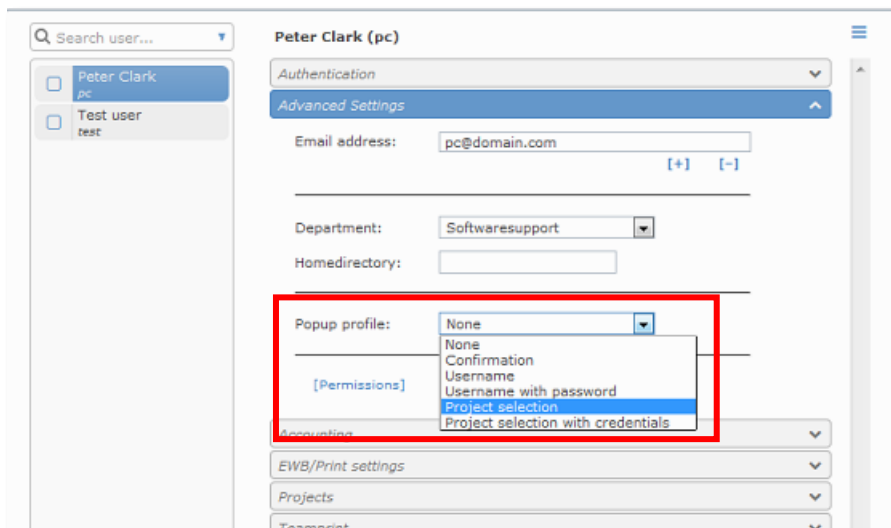 Search user...
Peter Clark
pc
Test user
test
Peter Clark (pc)
Authentication
Advanced Settings
Email address: pc@domain.com
[+] [-]
Department: Softwaresupport
Homedirectory:
Popup profile: None
None
Confirmation
Username
Username with password
Project selection
Project selection with credentials
[Permissions]
Accounting
EWB/Print settings
Projects
Teamprint